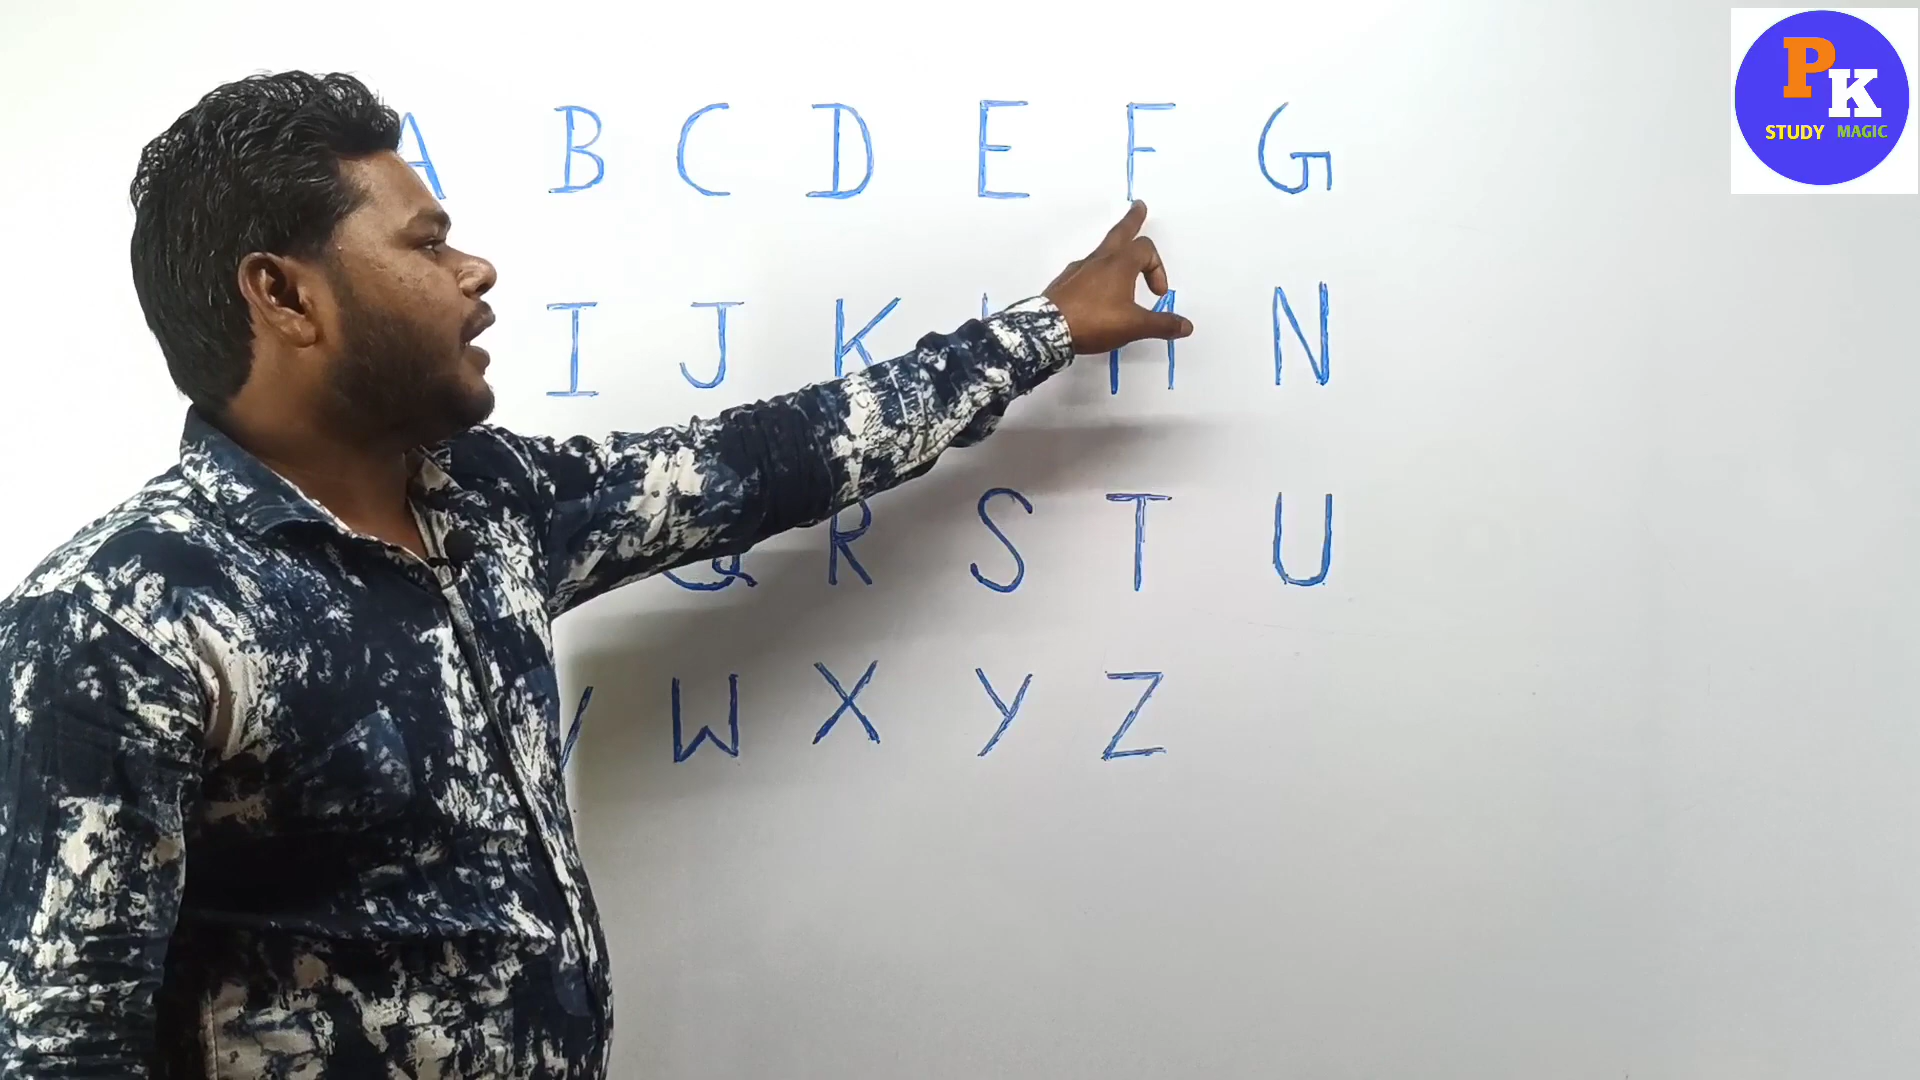 A B C D E F G
I J K M N
Q R S T U
V W X Y Z
PK
STUDY MAGIC